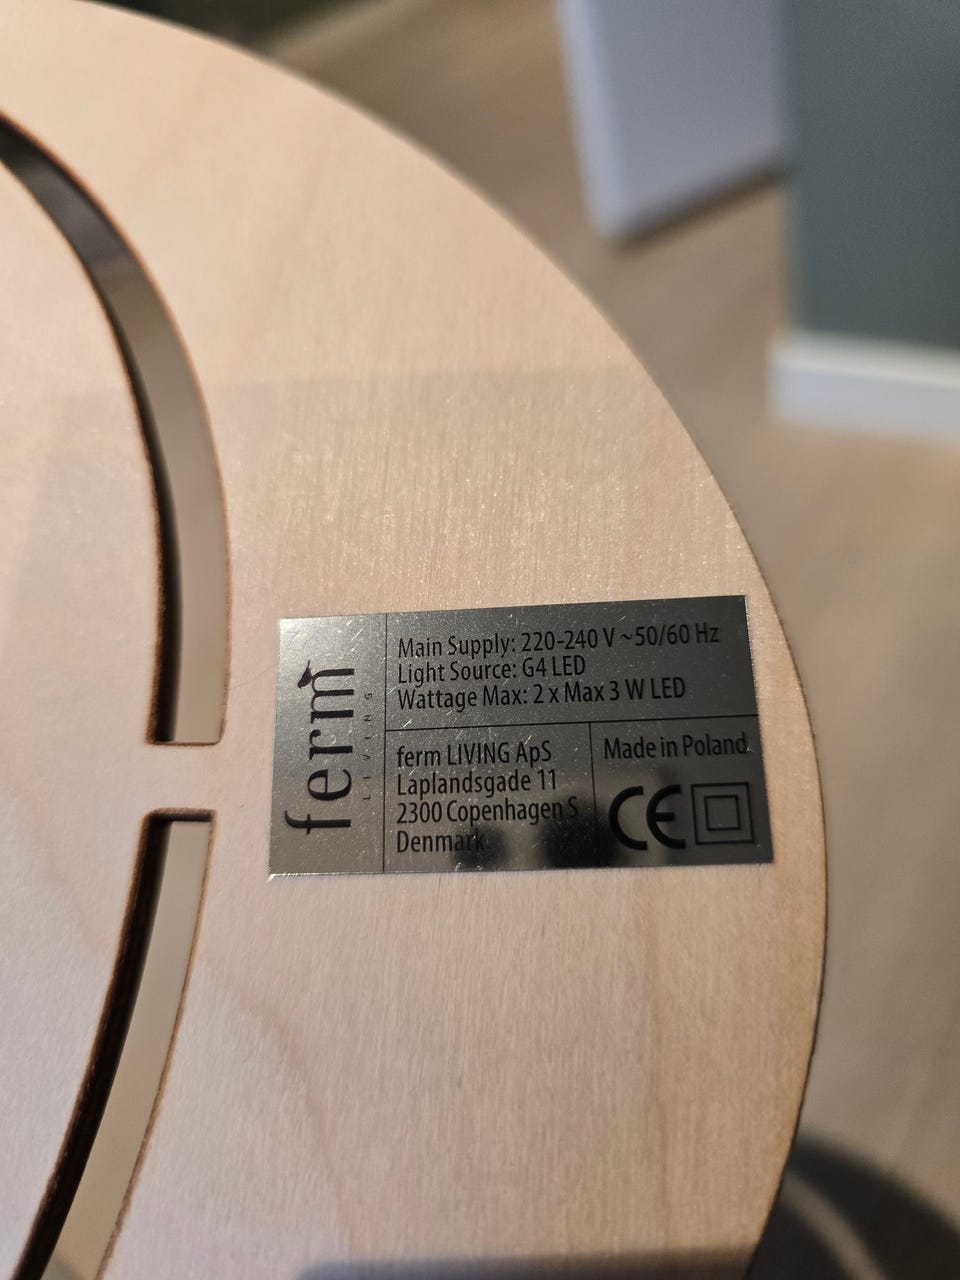 ferm
LIVING
Main Supply: 220-240 V ~ 50/60 Hz
Light Source: G4 LED
Wattage Max: 2 x Max 3 W LED
ferm LIVING ApS
Laplandsgade 11
2300 Copenhagen S
Denmark
Made in Poland
CE